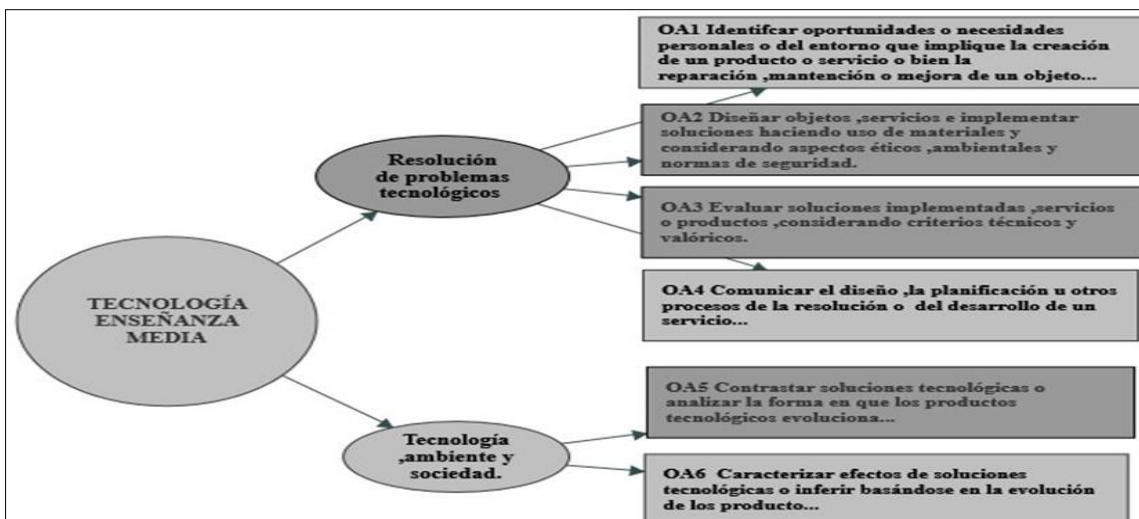 TECNOLOGÍA
ENSEÑANZA
MEDIA
Resolución
de problemas
tecnológicos
OA1 Identifcar oportunidades o necesidades
personales o del entorno que implique la creación
de un producto o servicio o bien la
reparación ,mantención o mejora de un objeto...
OA2 Diseñar objetos ,servicios e implementar
soluciones haciendo uso de materiales y
considerando aspectos éticos ,ambientales y
normas de seguridad.
OA3 Evaluar soluciones implementadas ,servicios
o productos ,considerando criterios técnicos y
valóricos.
OA4 Comunicar el diseño ,la planificación u otros
procesos de la resolución o  del desarrollo de un
servicio...
Tecnología
,ambiente y
sociedad.
OA5 Contrastar soluciones tecnológicas o
analizar la forma en que los productos
tecnológicos evoluciona...
OA6  Caracterizar efectos de soluciones
tecnológicas o inferir basándose en la evolución
de los producto...